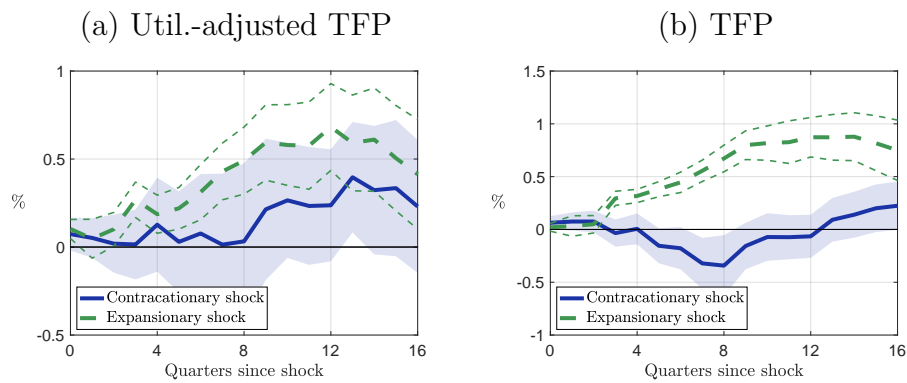 (a) Util.-adjusted TFP
1
0.5
0
-0.5
%
0 4 8 12 16
Quarters since shock
Contracationary shock
Expansionary shock
(b) TFP
1.5
1
0.5
0
-0.5
-1
%
0 4 8 12 16
Quarters since shock
Contracationary shock
Expansionary shock